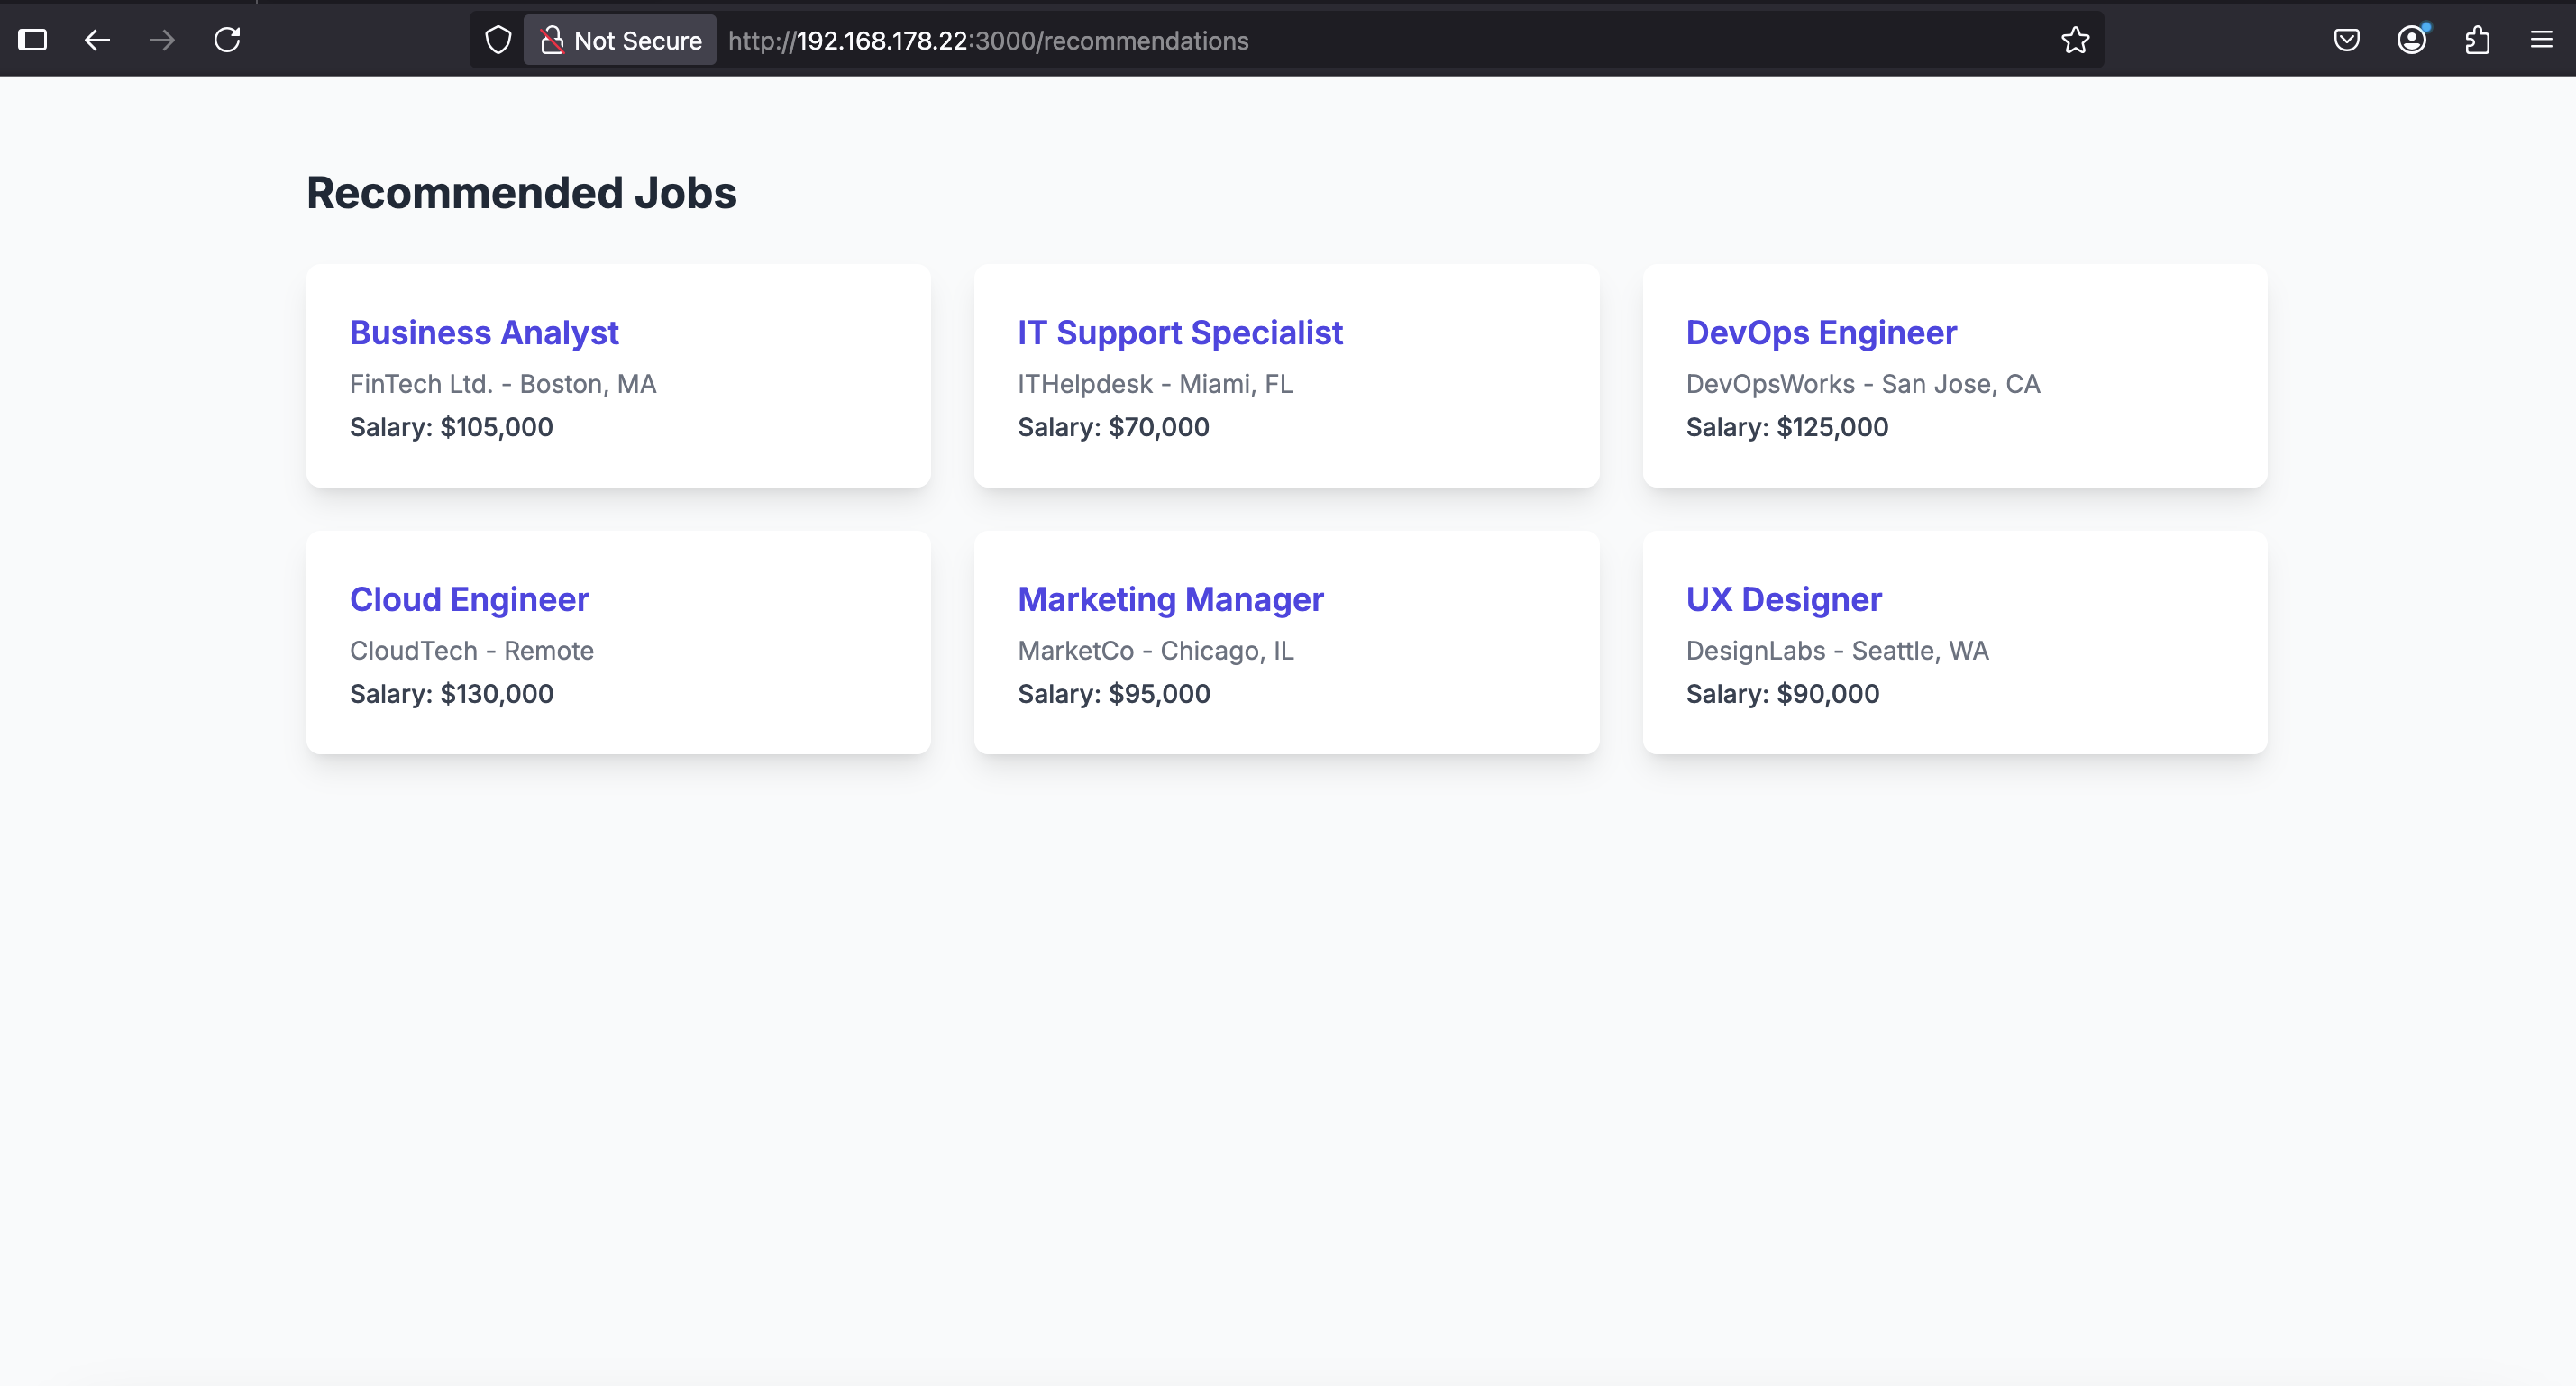 Not Secure http://192.168.178.22:3000/recommendations
Recommended Jobs
Business Analyst
FinTech Ltd. - Boston, MA
Salary: $105,000
IT Support Specialist
ITHelpdesk - Miami, FL
Salary: $70,000
DevOps Engineer
DevOpsWorks - San Jose, CA
Salary: $125,000
Cloud Engineer
CloudTech - Remote
Salary: $130,000
Marketing Manager
MarketCo - Chicago, IL
Salary: $95,000
UX Designer
DesignLabs - Seattle, WA
Salary: $90,000